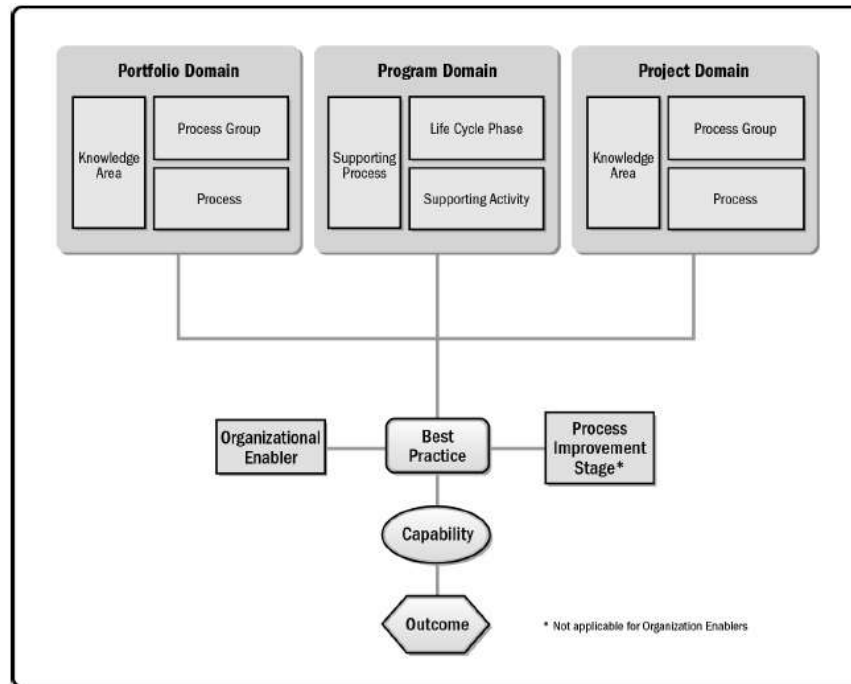 Portfolio Domain
Knowledge
Area
Process Group
Process
Program Domain
Supporting
Process
Life Cycle Phase
Supporting Activity
Project Domain
Knowledge
Area
Process Group
Process
Organizational
Enabler
Best
Practice
Process
Improvement
Stage*
Capability
Outcome
* Not applicable for Organization Enablers